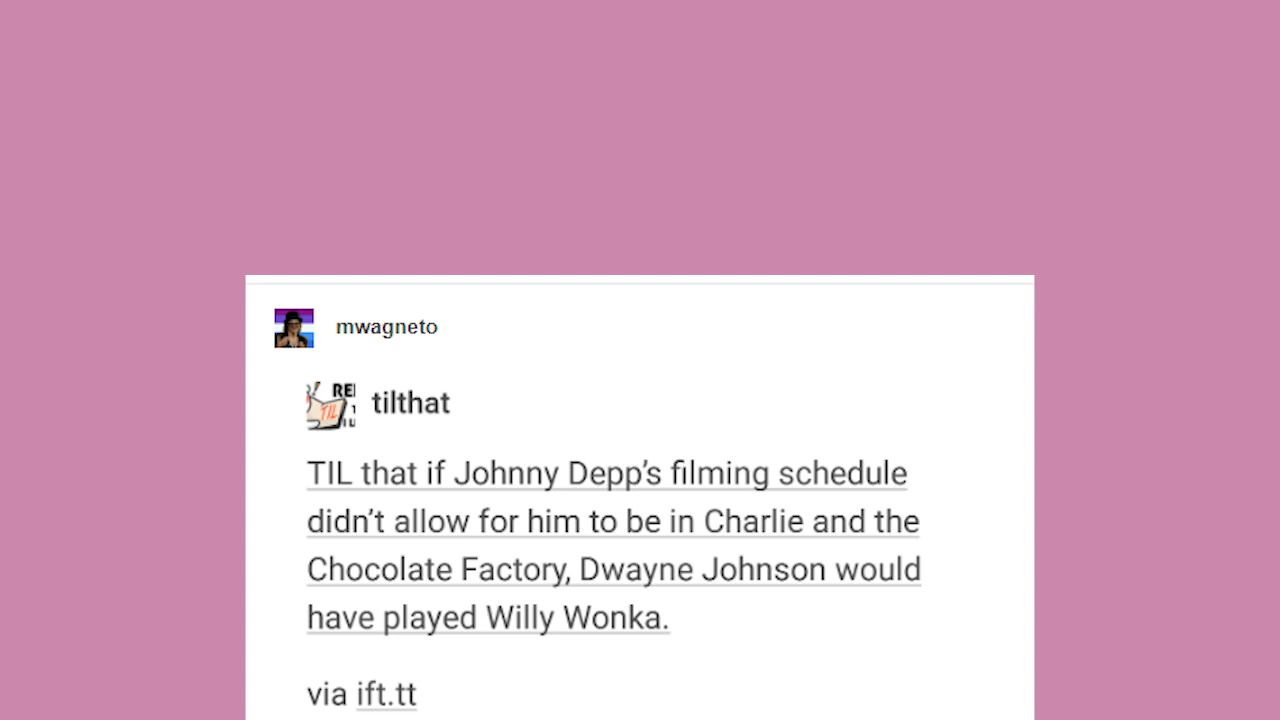 mwagneto
TIL
tilthat
TIL that if Johnny Depp's filming schedule
didn't allow for him to be in Charlie and the
Chocolate Factory, Dwayne Johnson would
have played Willy Wonka.
via ift.tt